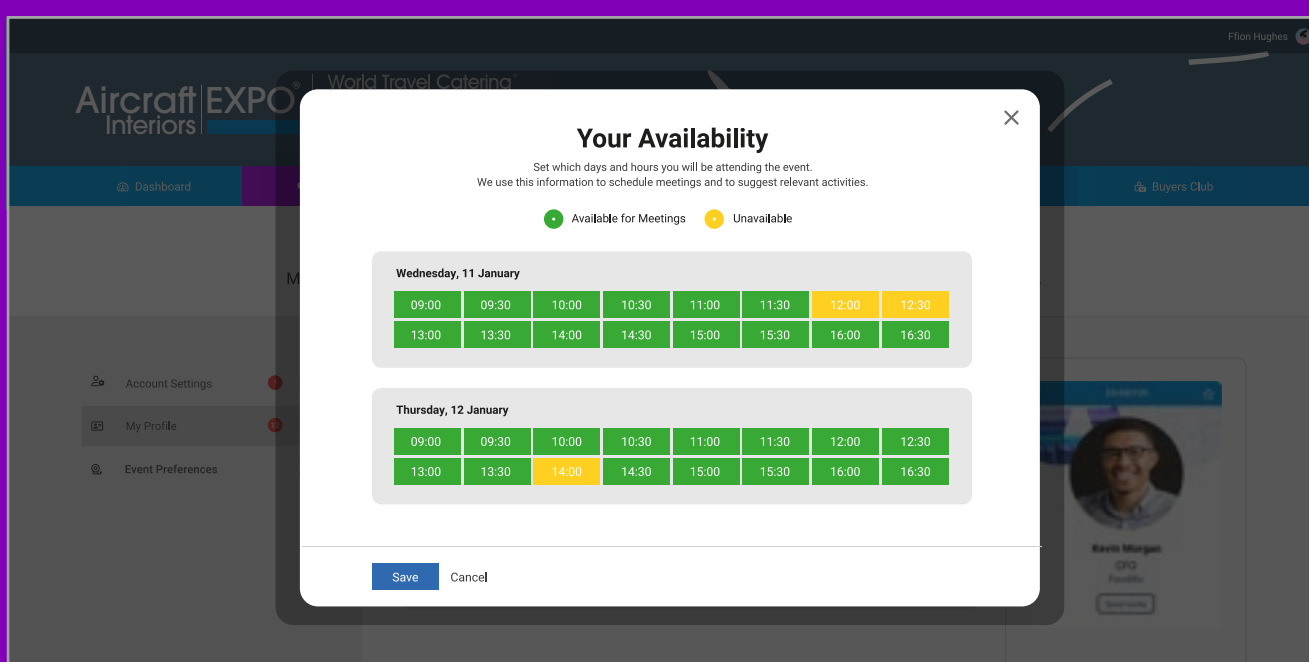 Ffion Hughes
Aircraft EXPO®
Interiors
World Travel Catering
Dashboard
Buyers Club
Your Availability
Set which days and hours you will be attending the event.
We use this information to schedule meetings and to suggest relevant activities.
Available for Meetings Unavailable
M
Wednesday, 11 January
09:00 09:30 10:00 10:30 11:00 11:30 12:00 12:30
13:00 13:30 14:00 14:30 15:00 15:30 16:00 16:30
Account Settings
My Profile
Event Preferences
Thursday, 12 January
09:00 09:30 10:00 10:30 11:00 11:30 12:00 12:30
13:00 13:30 14:00 14:30 15:00 15:30 16:00 16:30
EXHIBITOR
Kevin Morgan
CFO
Save Cancel